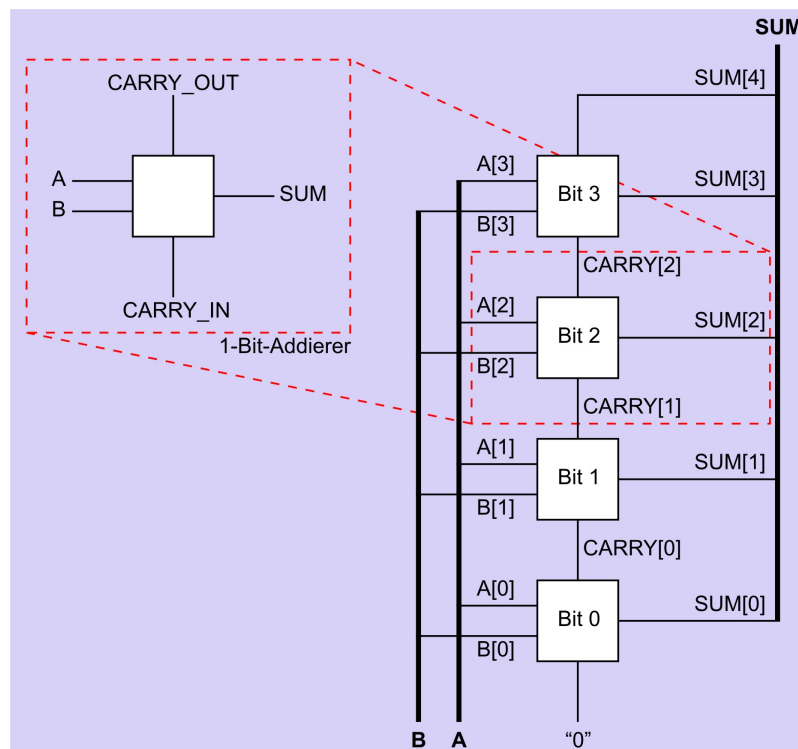 SUM
SUM[4]
CARRY_OUT
A
B
SUM
CARRY_IN
1-Bit-Addierer
A[3]
Bit 3
SUM[3]
B[3]
CARRY[2]
A[2]
Bit 2
SUM[2]
B[2]
CARRY[1]
A[1]
Bit 1
SUM[1]
B[1]
CARRY[0]
A[0]
Bit 0
SUM[0]
B[0]
B
A
“0”